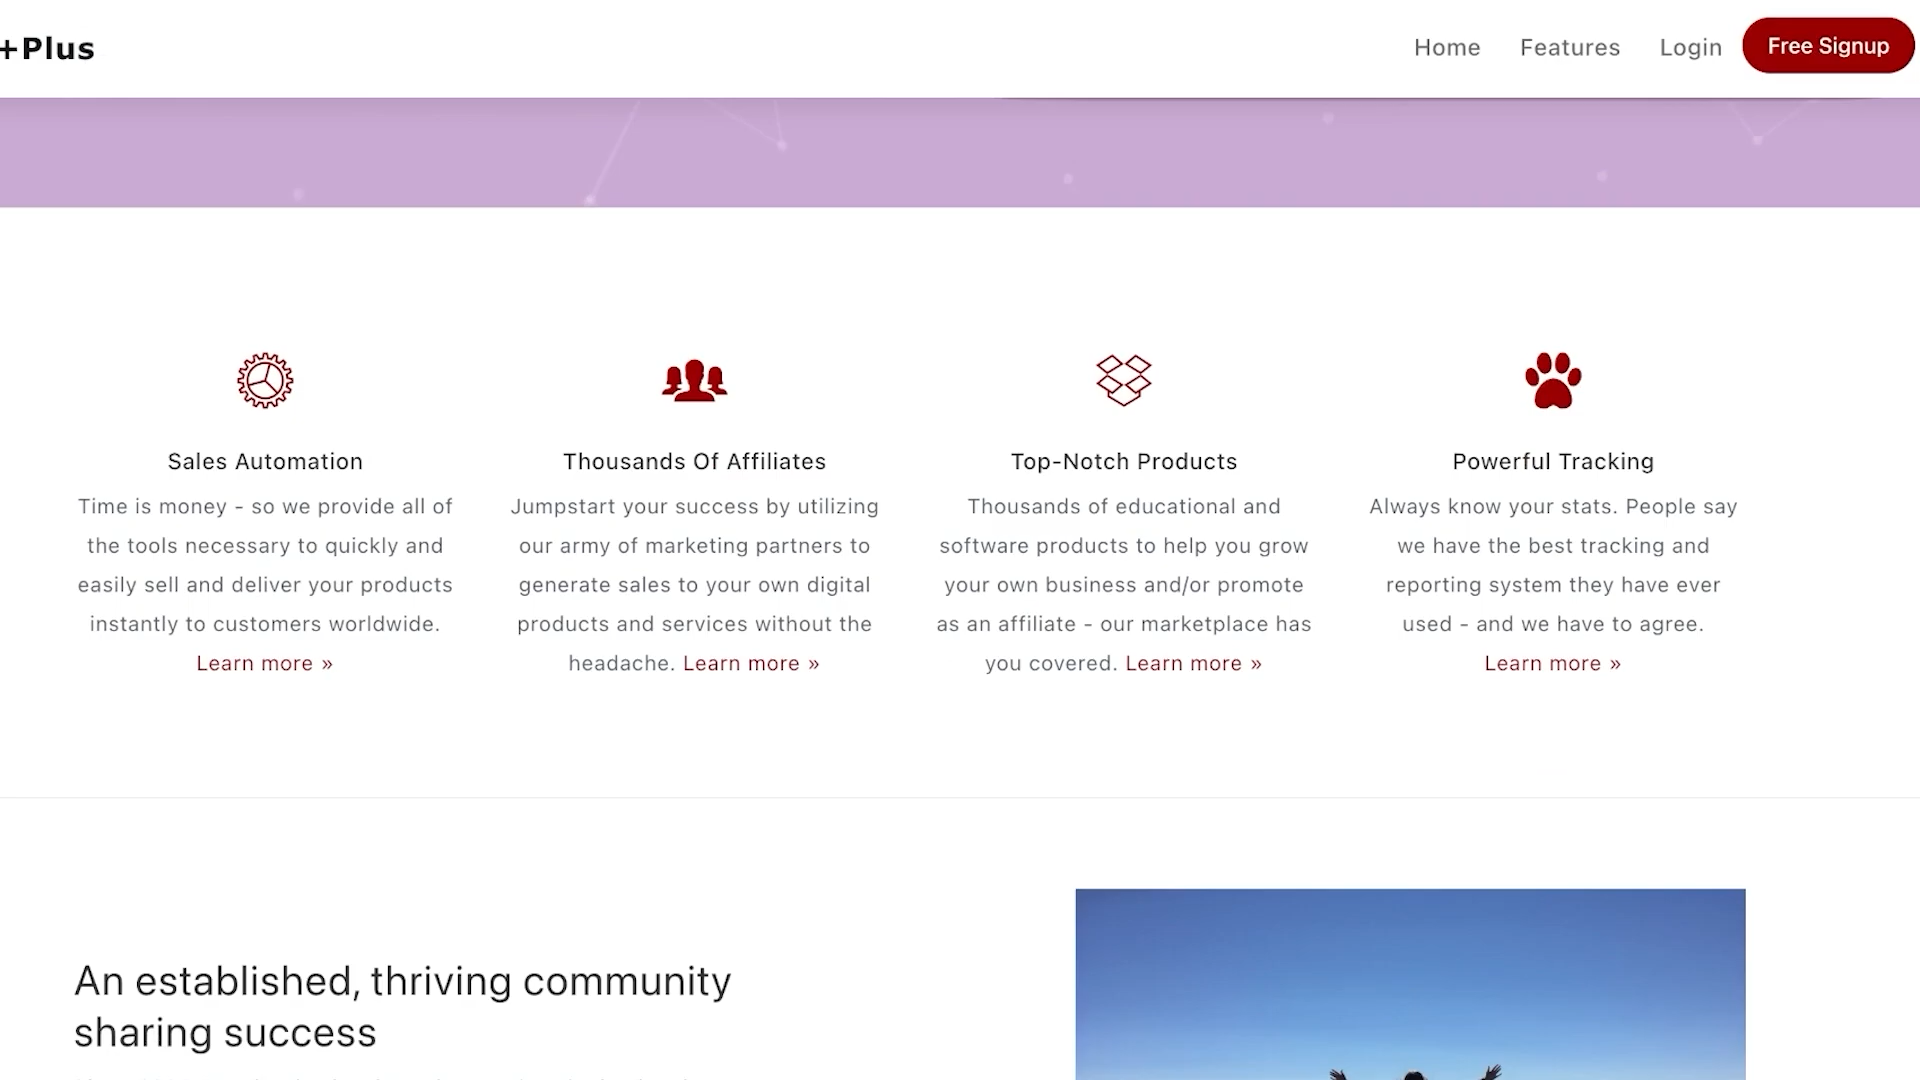 +Plus
Home
Features
Login
Free Signup
Sales Automation
Time is money - so we provide all of
the tools necessary to quickly and
easily sell and deliver your products
instantly to customers worldwide.
Learn more »
Thousands Of Affiliates
Jumpstart your success by utilizing
our army of marketing partners to
generate sales to your own digital
products and services without the
headache. Learn more »
Top-Notch Products
Thousands of educational and
software products to help you grow
your own business and/or promote
as an affiliate - our marketplace has
you covered. Learn more »
Powerful Tracking
Always know your stats. People say
we have the best tracking and
reporting system they have ever
used - and we have to agree.
Learn more »
An established, thriving community
sharing success